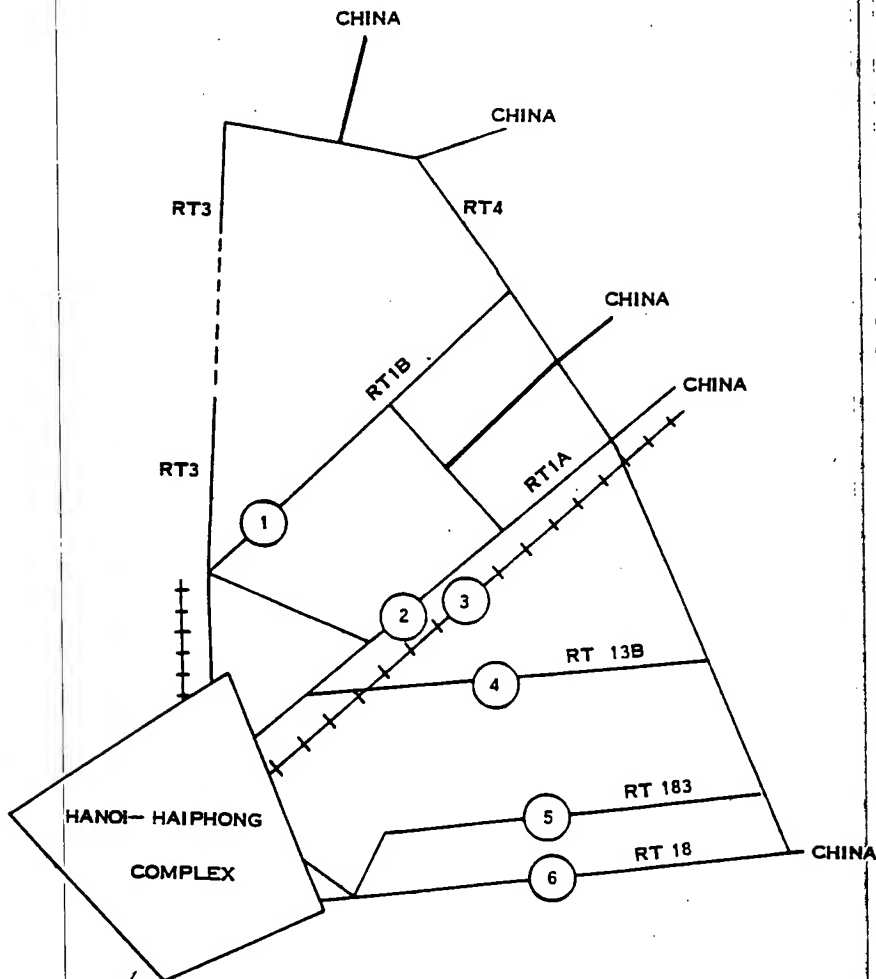 CHINA
CHINA
RT3
RT4
CHINA
RT1B
CHINA
RT1A
RT3
1
2
3
RT 13B
4
HANOI-HAIPHONG
COMPLEX
RT 183
5
RT 18
CHINA
6